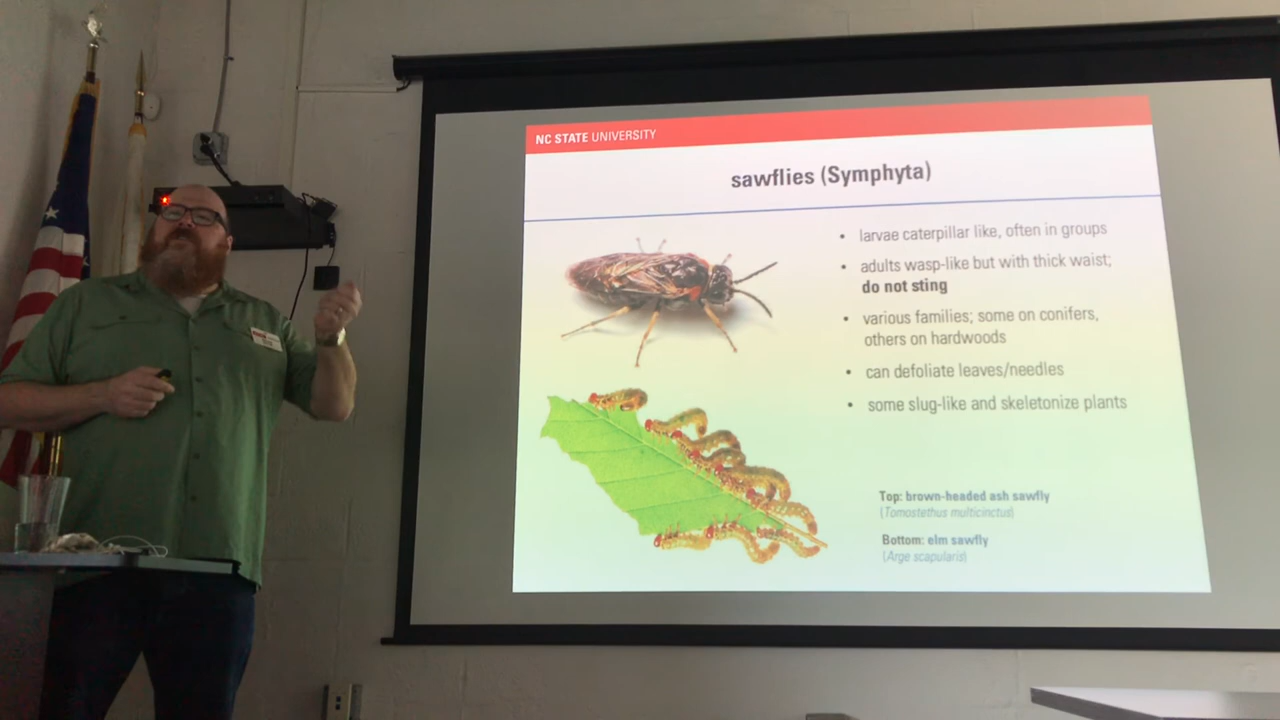 NC STATE UNIVERSITY
sawflies (Symphyta)
• larvae caterpillar like, often in groups
• adults wasp-like but with thick waist;
do not sting
• various families; some on conifers,
others on hardwoods
• can defoliate leaves/needles
• some slug-like and skeletonize plants
Top: brown-headed ash sawfly
(Tomostethus multicinctus)
Bottom: elm sawfly
(Arge scapularis)